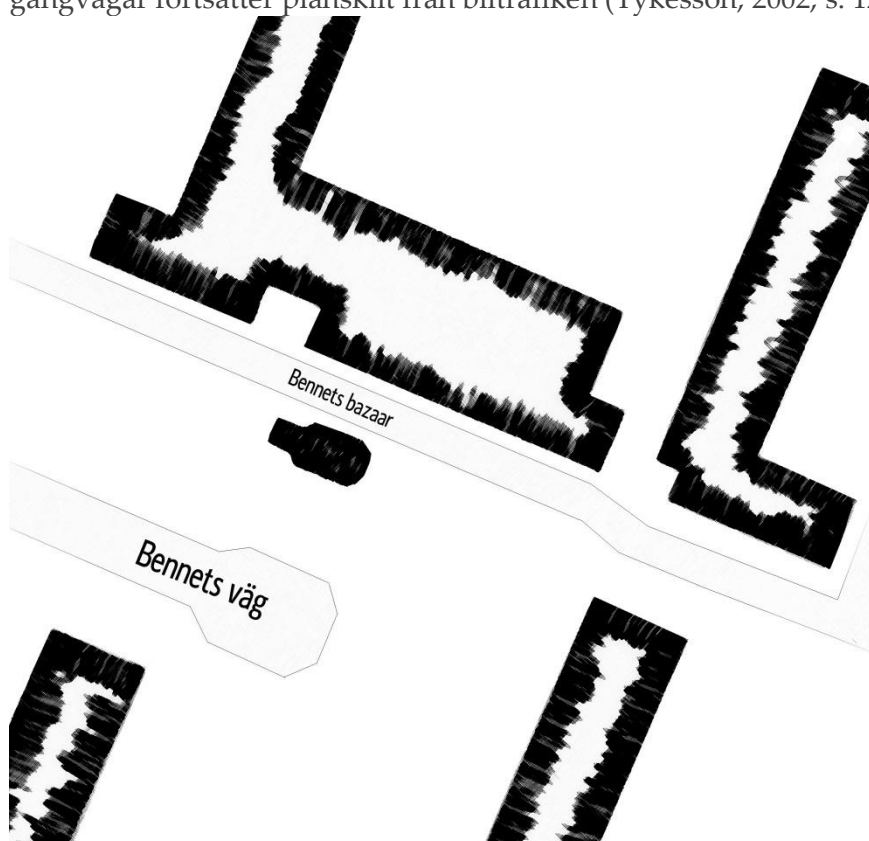 gångvägar fortsätter planskilt från biltrafiken (Tykesson, 2002, s.
Bennets bazaar
Bennets väg